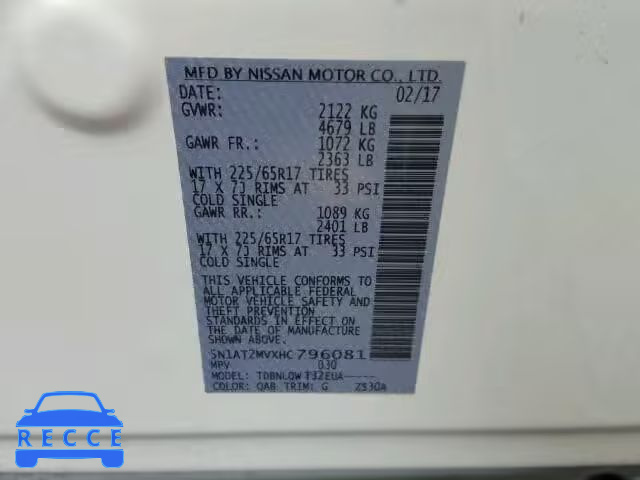 MFD BY NISSAN MOTOR CO., LTD.
DATE: 02/17
GVWR: 2122 KG
4679 LB
GAWR FR.: 1072 KG
2363 LB
WITH 225/65R17 TIRES
17 X 7J RIMS AT 33 PSI
COLD SINGLE
GAWR RR.: 1089 KG
2401 LB
WITH 225/65R17 TIRES
17 X 7J RIMS AT 33 PSI
COLD SINGLE
THIS VEHICLE CONFORMS TO
ALL APPLICABLE FEDERAL
MOTOR VEHICLE SAFETY AND
THEFT PREVENTION
STANDARDS IN EFFECT ON
THE DATE OF MANUFACTURE
SHOWN ABOVE.
5N1AT2MVXHC796081
MPV 030
MODEL: TDBNLQWT32EUA-----
COLOR: QAB TRIM: G Z530A
RECCE